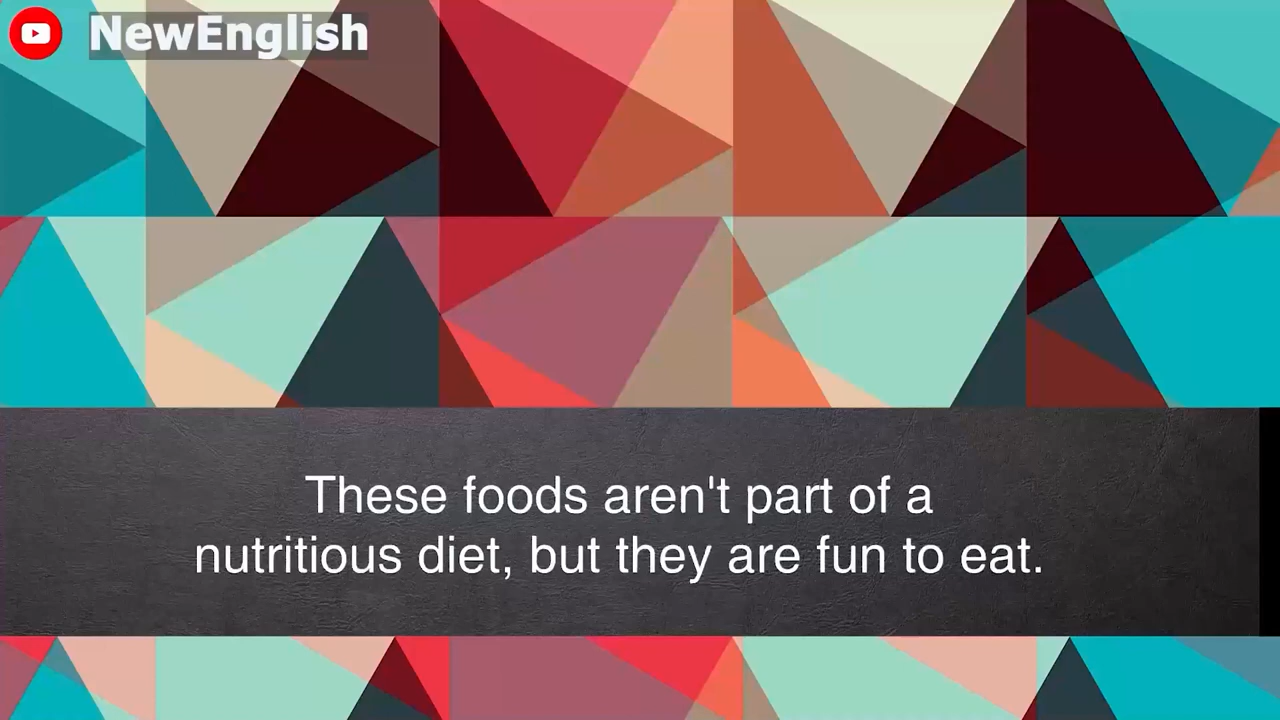 NewEnglish
These foods aren't part of a
nutritious diet, but they are fun to eat.